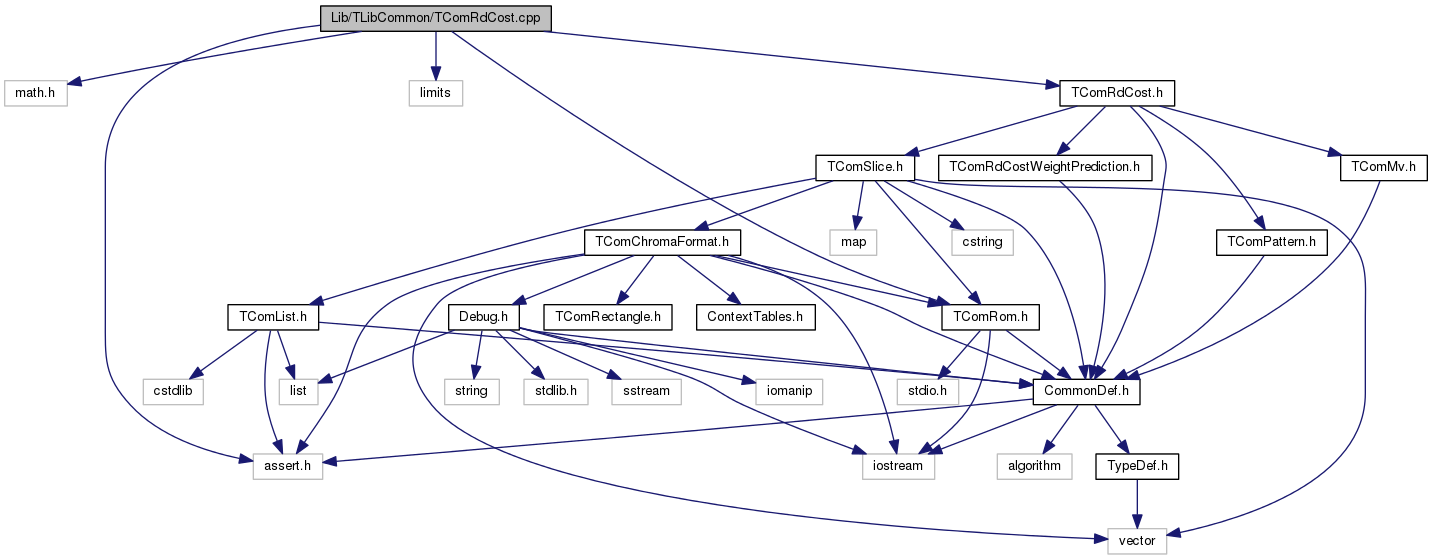 Lib/TLibCommon/TComRdCost.cpp
math.h
limits
TComRdCost.h
TComSlice.h
TComRdCostWeightPrediction.h
TComMv.h
TComChromaFormat.h
map
cstring
TComPattern.h
TComList.h
Debug.h
TComRectangle.h
ContextTables.h
TComRom.h
cstdlib
list
string
stdlib.h
sstream
iomanip
stdio.h
CommonDef.h
assert.h
iostream
algorithm
TypeDef.h
vector